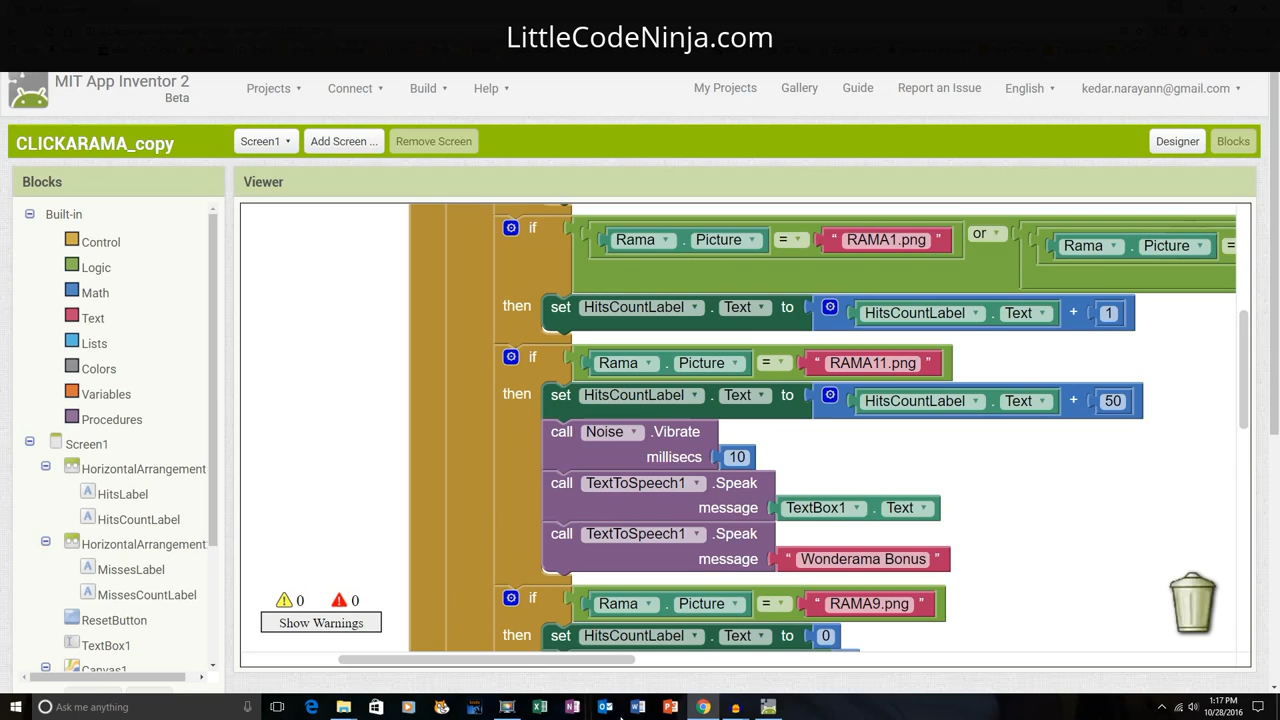 LittleCodeNinja.com
MIT App Inventor 2
Beta
Projects Connect Build Help
My Projects Gallery Guide Report an Issue English kedar.narayann@gmail.com
CLICKARAMA_copy
Screen1 Add Screen ... Remove Screen
Designer Blocks
Blocks
Viewer
Built-in
Control
Logic
Math
Text
Lists
Colors
Variables
Procedures
Screen1
HorizontalArrangement
HitsLabel
HitsCountLabel
HorizontalArrangement
MissesLabel
MissesCountLabel
ResetButton
TextBox1
Canvas1
if Rama . Picture = “ RAMA1.png ” or Rama . Picture =
then set HitsCountLabel . Text to HitsCountLabel . Text + 1
if Rama . Picture = “ RAMA11.png ”
then set HitsCountLabel . Text to HitsCountLabel . Text + 50
call Noise .Vibrate
millisecs 10
call TextToSpeech1 .Speak
message TextBox1 . Text
call TextToSpeech1 .Speak
message “ Wonderama Bonus ”
if Rama . Picture = “ RAMA9.png ”
then set HitsCountLabel . Text to 0
0 0
Show Warnings
Ask me anything
1:17 PM
10/28/2016